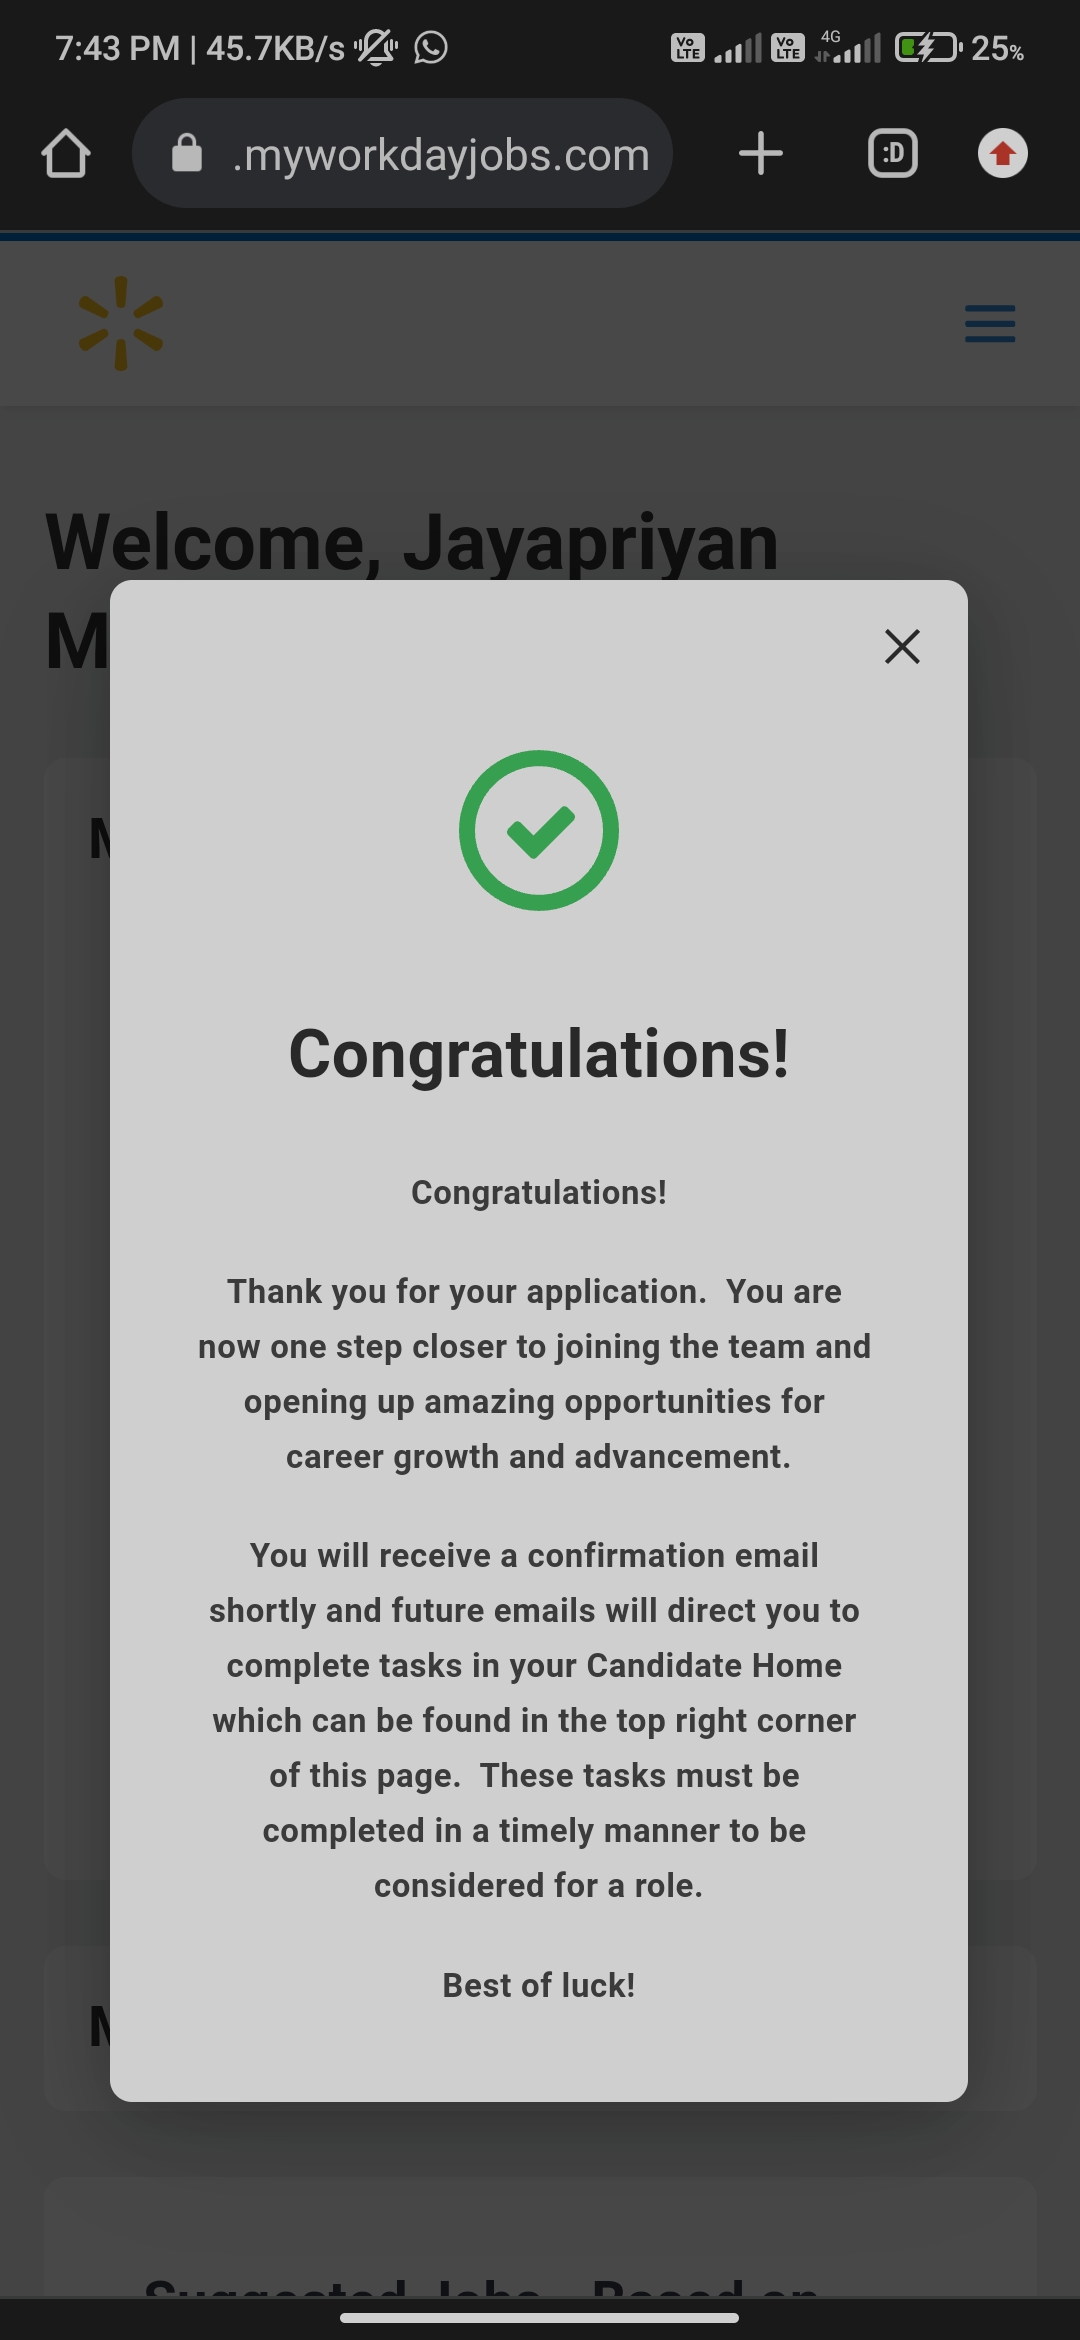 7:43 PM | 45.7KB/s
Vo LTE
Vo LTE
4G
25%
.myworkdayjobs.com
:D
Welcome, Jayapriyan
M
M
Congratulations!
Congratulations!
Thank you for your application.  You are
now one step closer to joining the team and
opening up amazing opportunities for
career growth and advancement.
You will receive a confirmation email
shortly and future emails will direct you to
complete tasks in your Candidate Home
which can be found in the top right corner
of this page.  These tasks must be
completed in a timely manner to be
considered for a role.
Best of luck!
M
Suggested Jobs - Based on